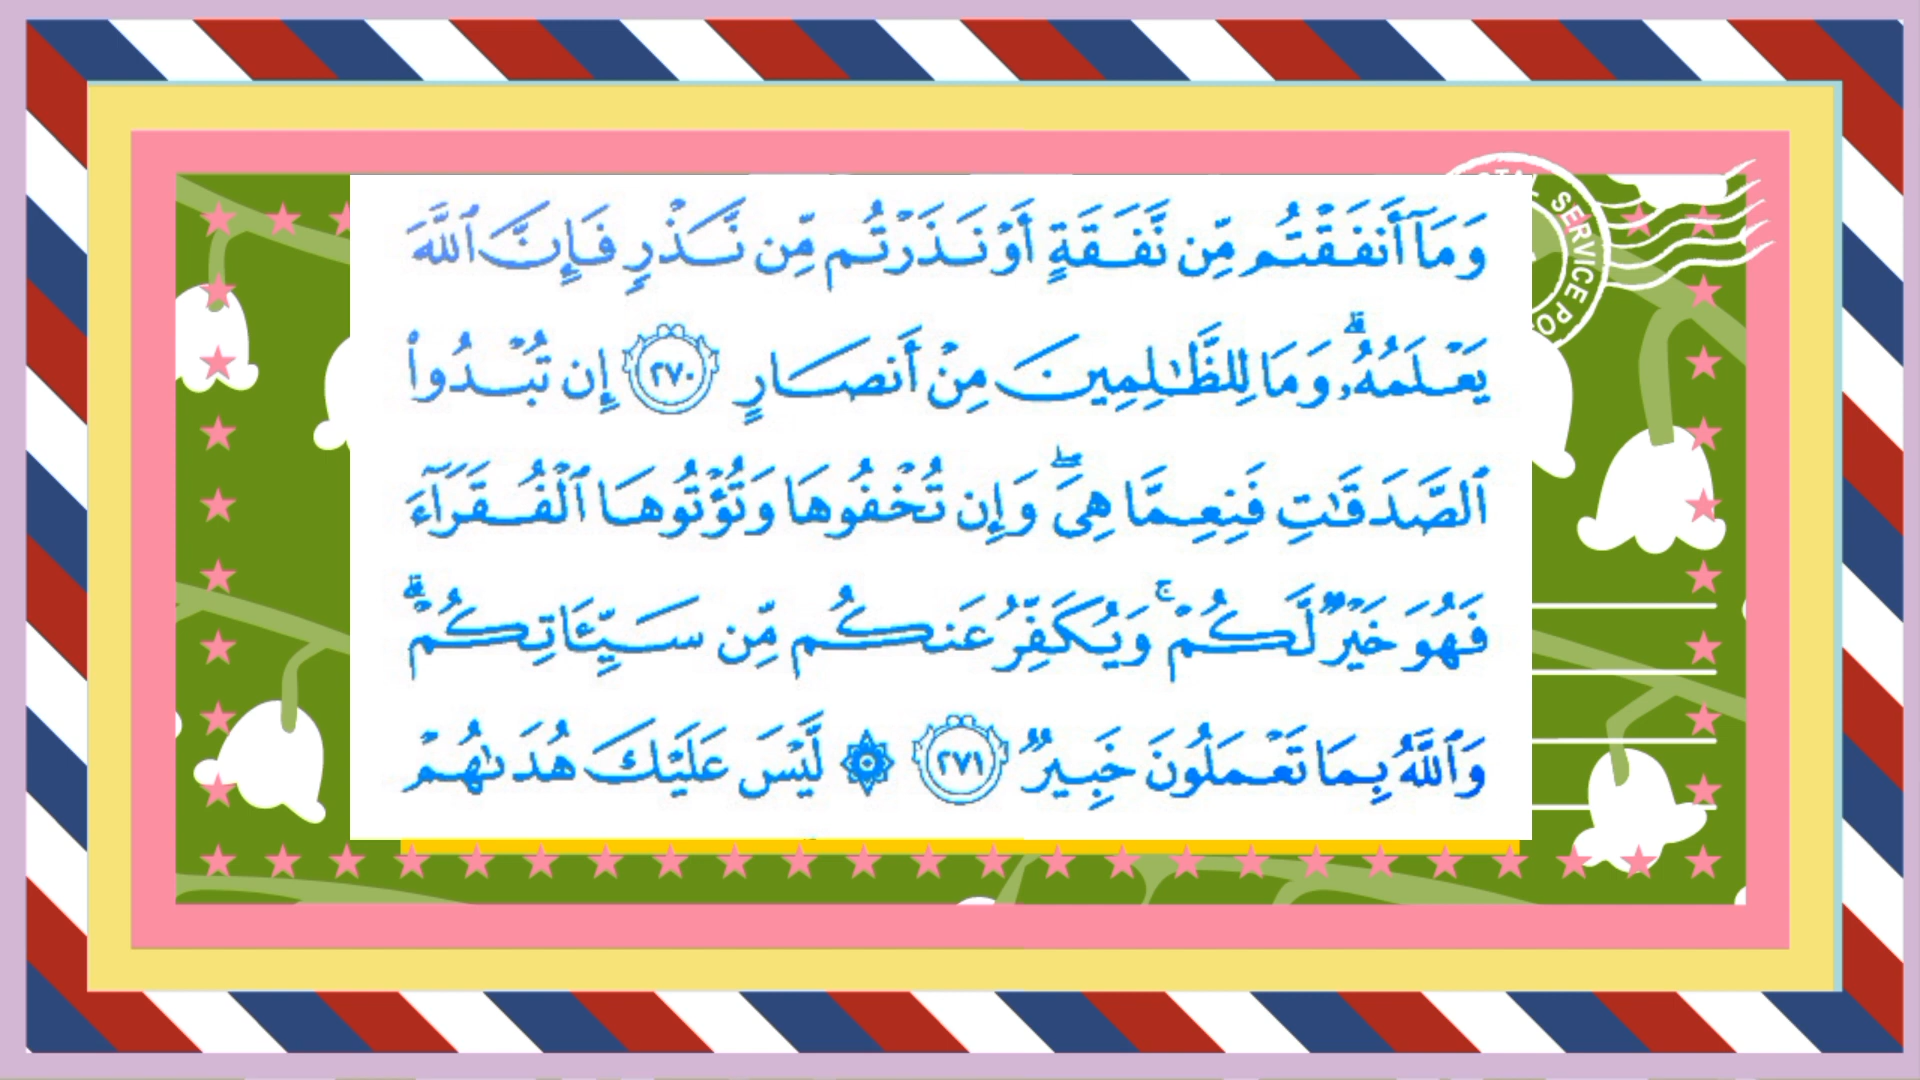 وَمَآ أَنفَقْتُم مِّن نَّفَقَةٍ أَوْ نَذَرْتُم مِّن نَّذْرٍ فَإِنَّ ٱللَّهَ
يَعْلَمُهُۥۗ وَمَا لِلظَّٰلِمِينَ مِنْ أَنصَارٍ ٢٧٠ إِن تُبْدُوا۟
ٱلصَّدَقَٰتِ فَنِعِمَّا هِىَۖ وَإِن تُخْفُوهَا وَتُؤْتُوهَا ٱلْفُقَرَآءَ
فَهُوَ خَيْرٌ لَّكُمْۚ وَيُكَفِّرُ عَنكُم مِّن سَيِّـَٔاتِكُمْۗ
وَٱللَّهُ بِمَا تَعْمَلُونَ خَبِيرٌ ٢٧١ ۞ لَّيْسَ عَلَيْكَ هُدَىٰهُمْ
SERVICE